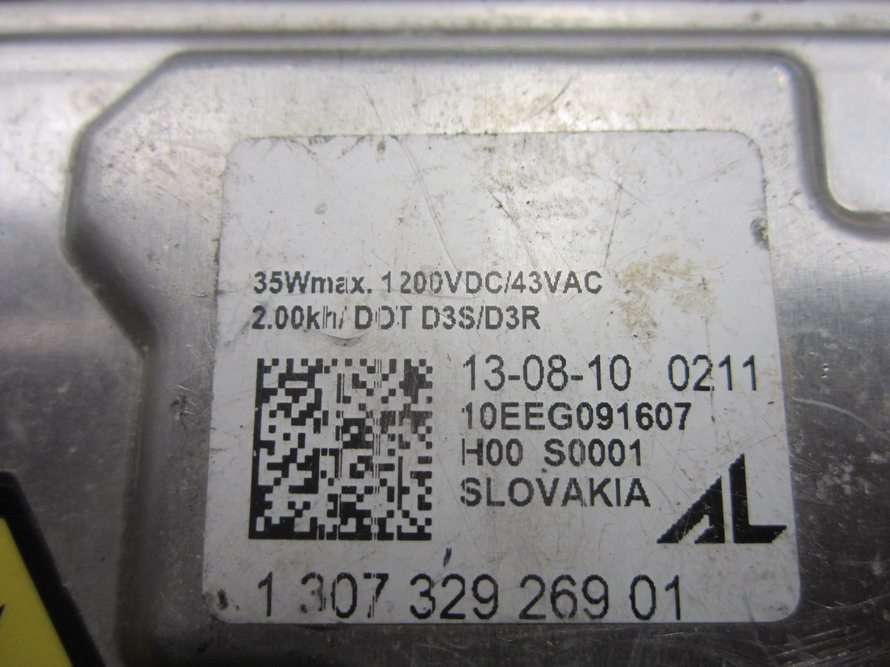 35Wmax. 1200VDC/43VAC
2.00kh/ DOT D3S/D3R
13-08-10 0211
10EEG091607
H00 S0001
SLOVAKIA
AL
1 307 329 269 01